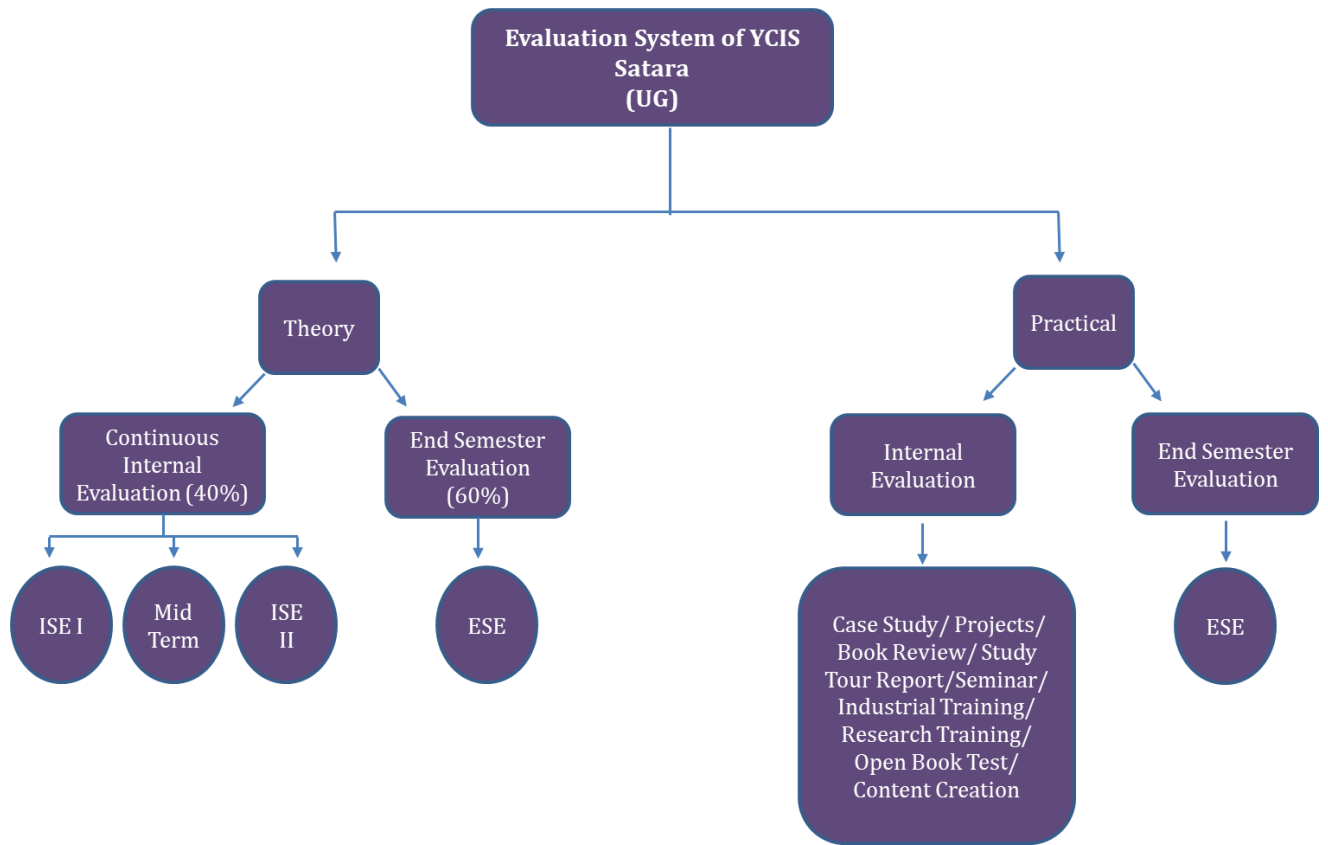 Evaluation System of YCIS
Satara
(UG)
Theory
Practical
Continuous
Internal
Evaluation (40%)
End Semester
Evaluation
(60%)
Internal
Evaluation
End Semester
Evaluation
ISE I
Mid
Term
ISE
II
ESE
Case Study/ Projects/
Book Review/ Study
Tour Report/Seminar/
Industrial Training/
Research Training/
Open Book Test/
Content Creation
ESE